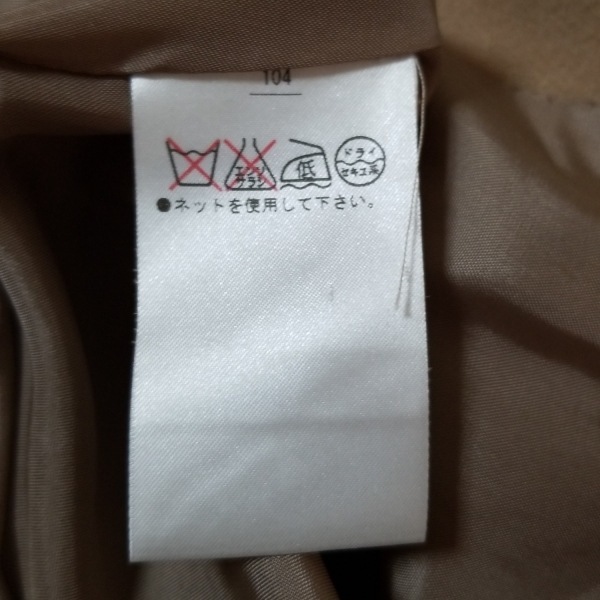 104
エンソ
サラシ
低
ドライ
セキユ系
●ネットを使用して下さい。